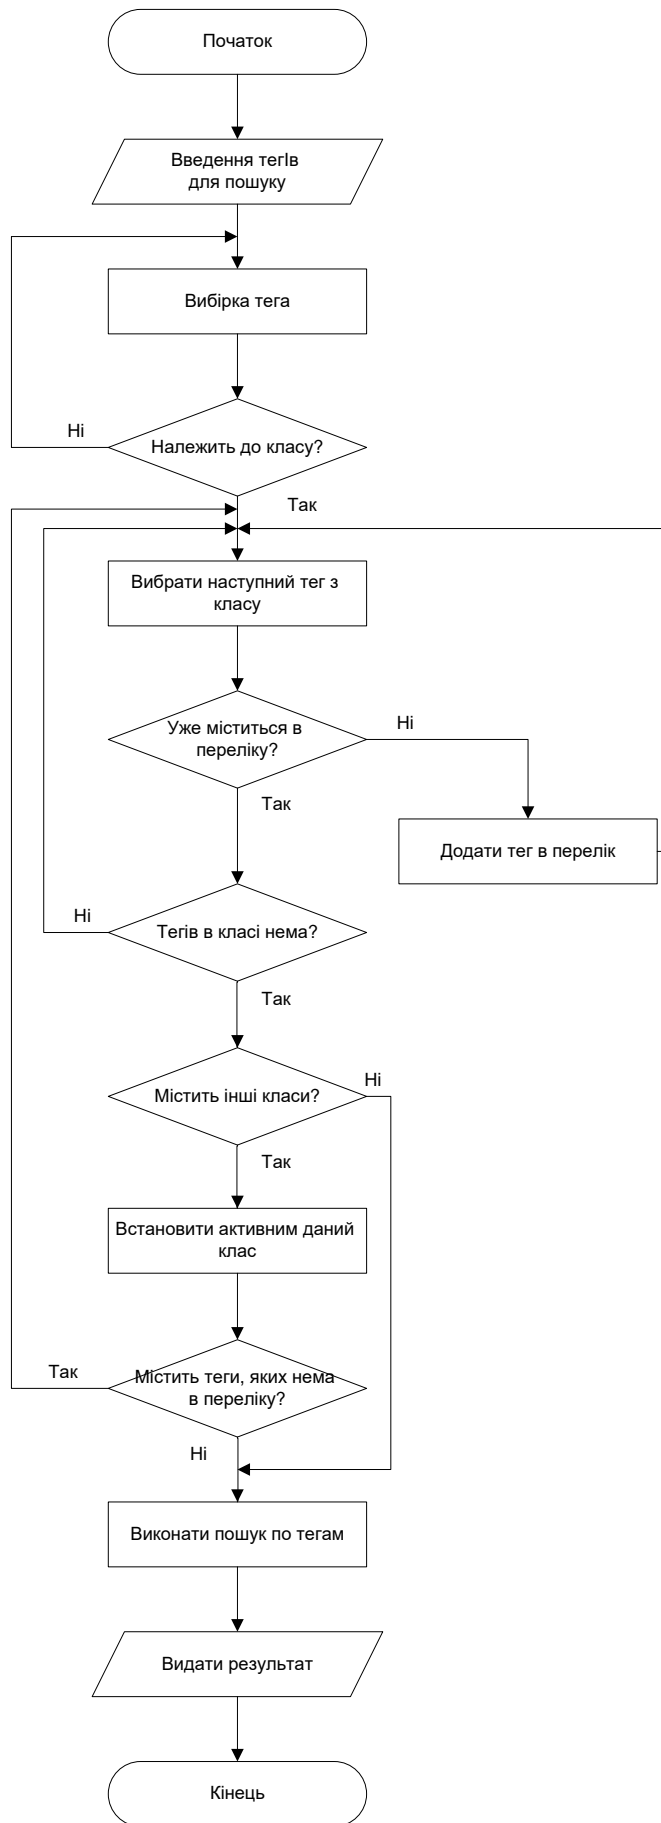 Початок
Введення тегІв
для пошуку
Вибірка тега
Ні
Належить до класу?
Так
Вибрати наступний тег з
класу
Уже міститься в
переліку?
Ні
Так
Додати тег в перелік
Ні
Тегів в класі нема?
Так
Містить інші класи?
Ні
Так
Встановити активним даний
клас
Так
Містить теги, яких нема
в переліку?
Ні
Виконати пошук по тегам
Видати результат
Кінець